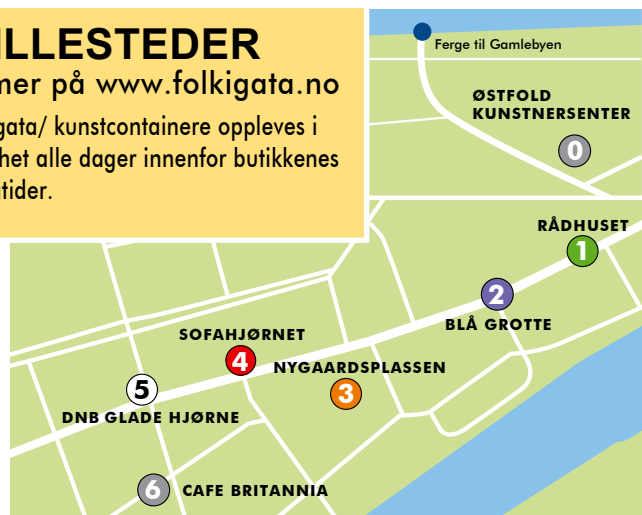 ILLESTEDER
mer på www.folkigata.no
gata/ kunstcontainere oppleves i
het alle dager innenfor butikkenes
tider.
Ferge til Gamlebyen
ØSTFOLD
KUNSTNERSENTER
0
RÅDHUSET
1
2
BLÅ GROTTE
SOFAHJØRNET
4
NYGAARDSPLASSEN
3
5
DNB GLADE HJØRNE
6
CAFE BRITANNIA